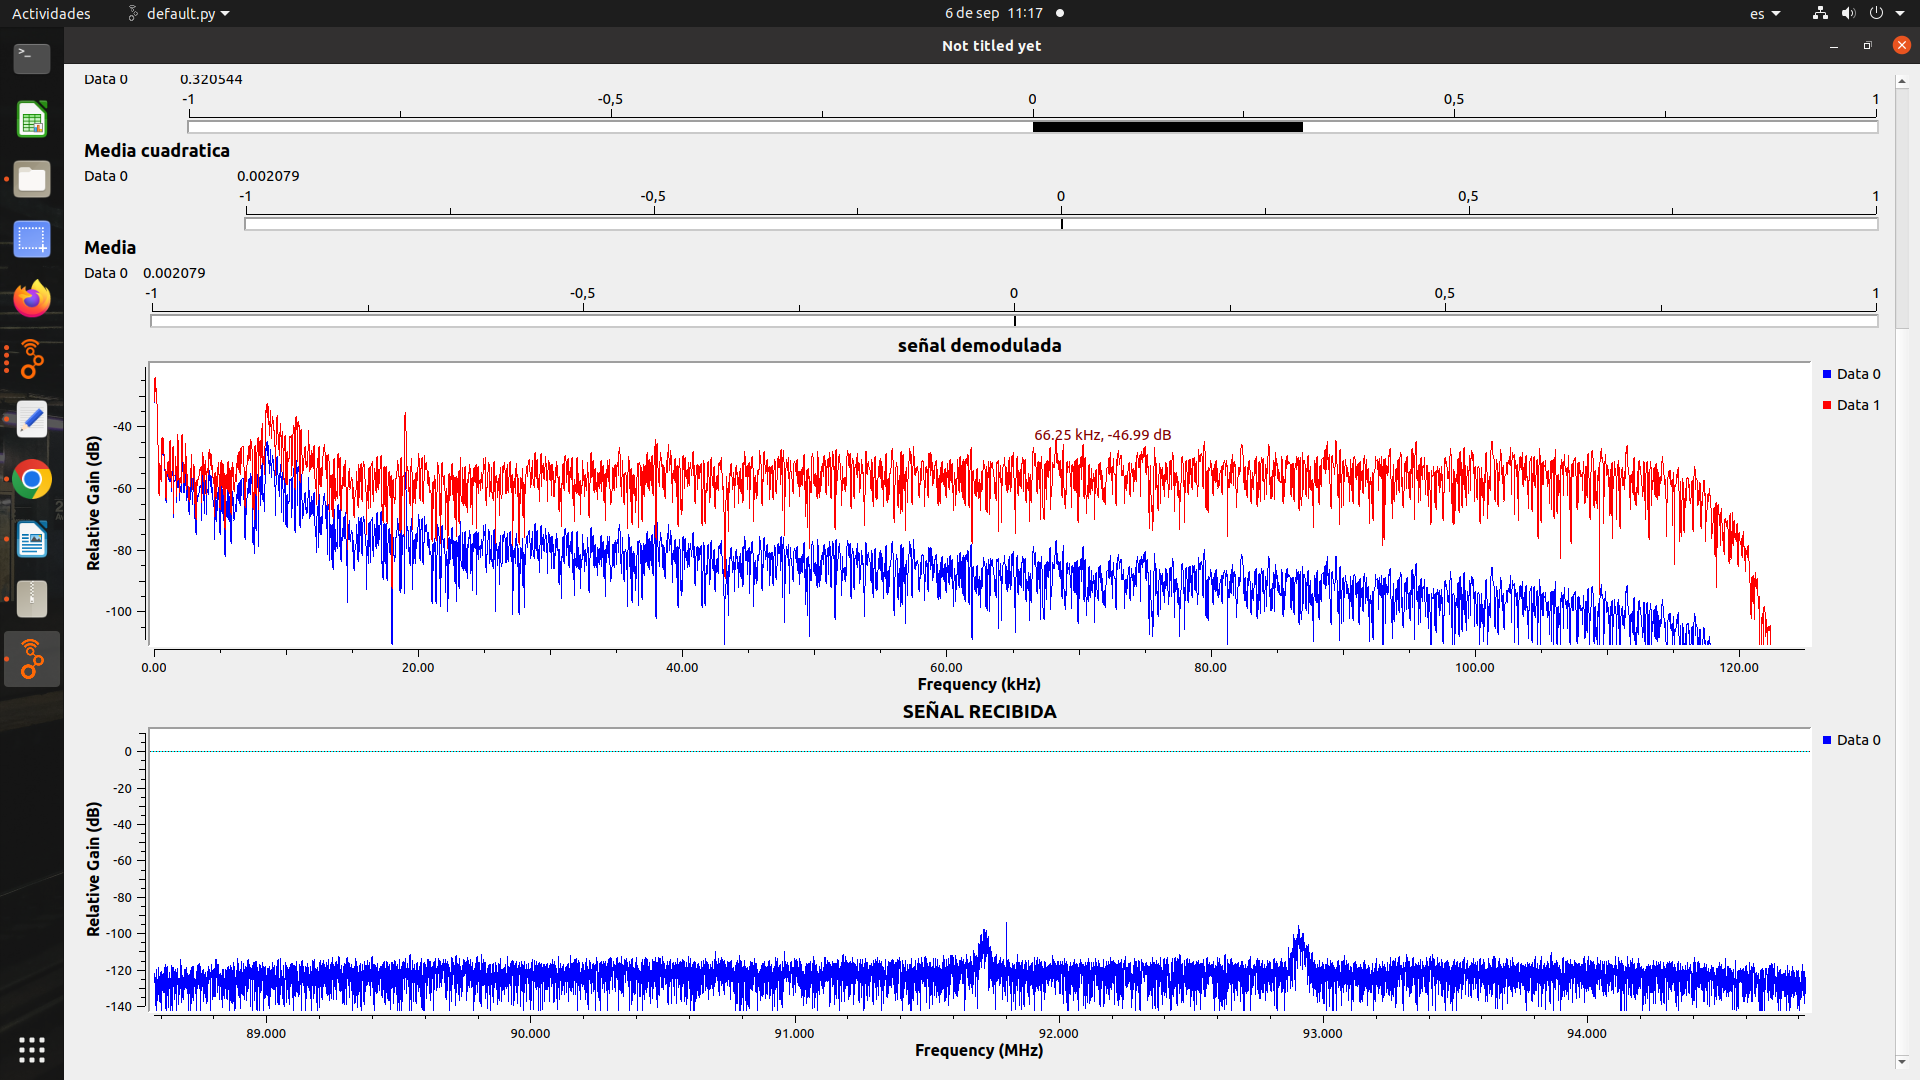 Actividades default.py 6 de sep 11:17 es
Not titled yet
Data 0 0.320544
-1 -0,5 0 0,5 1
Media cuadratica
Data 0 0.002079
-1 -0,5 0 0,5 1
Media
Data 0 0.002079
-1 -0,5 0 0,5 1
señal demodulada
Data 0
Data 1
Relative Gain (dB)
-40
-60
-80
-100
66.25 kHz, -46.99 dB
0.00 20.00 40.00 60.00 80.00 100.00 120.00
Frequency (kHz)
SEÑAL RECIBIDA
Data 0
Relative Gain (dB)
0
-20
-40
-60
-80
-100
-120
-140
89.000 90.000 91.000 92.000 93.000 94.000
Frequency (MHz)